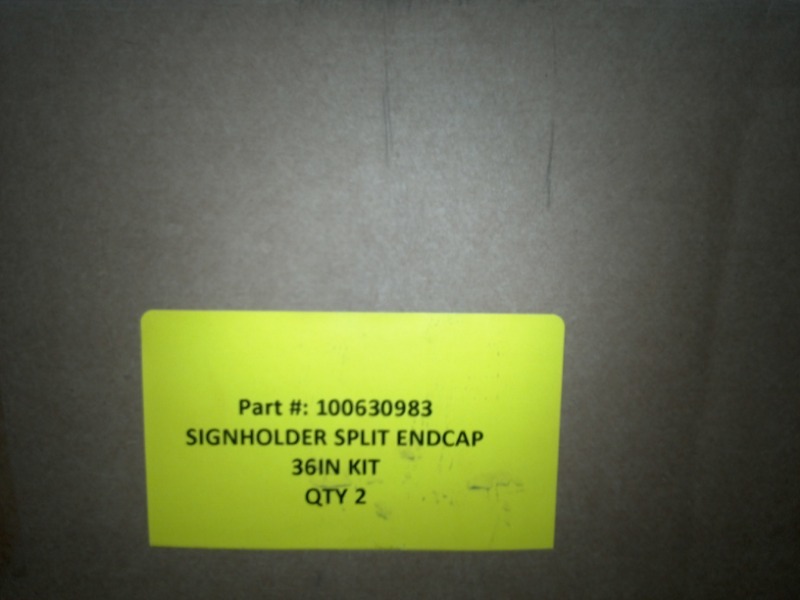 Part #: 100630983
SIGNHOLDER SPLIT ENDCAP
36IN KIT
QTY 2